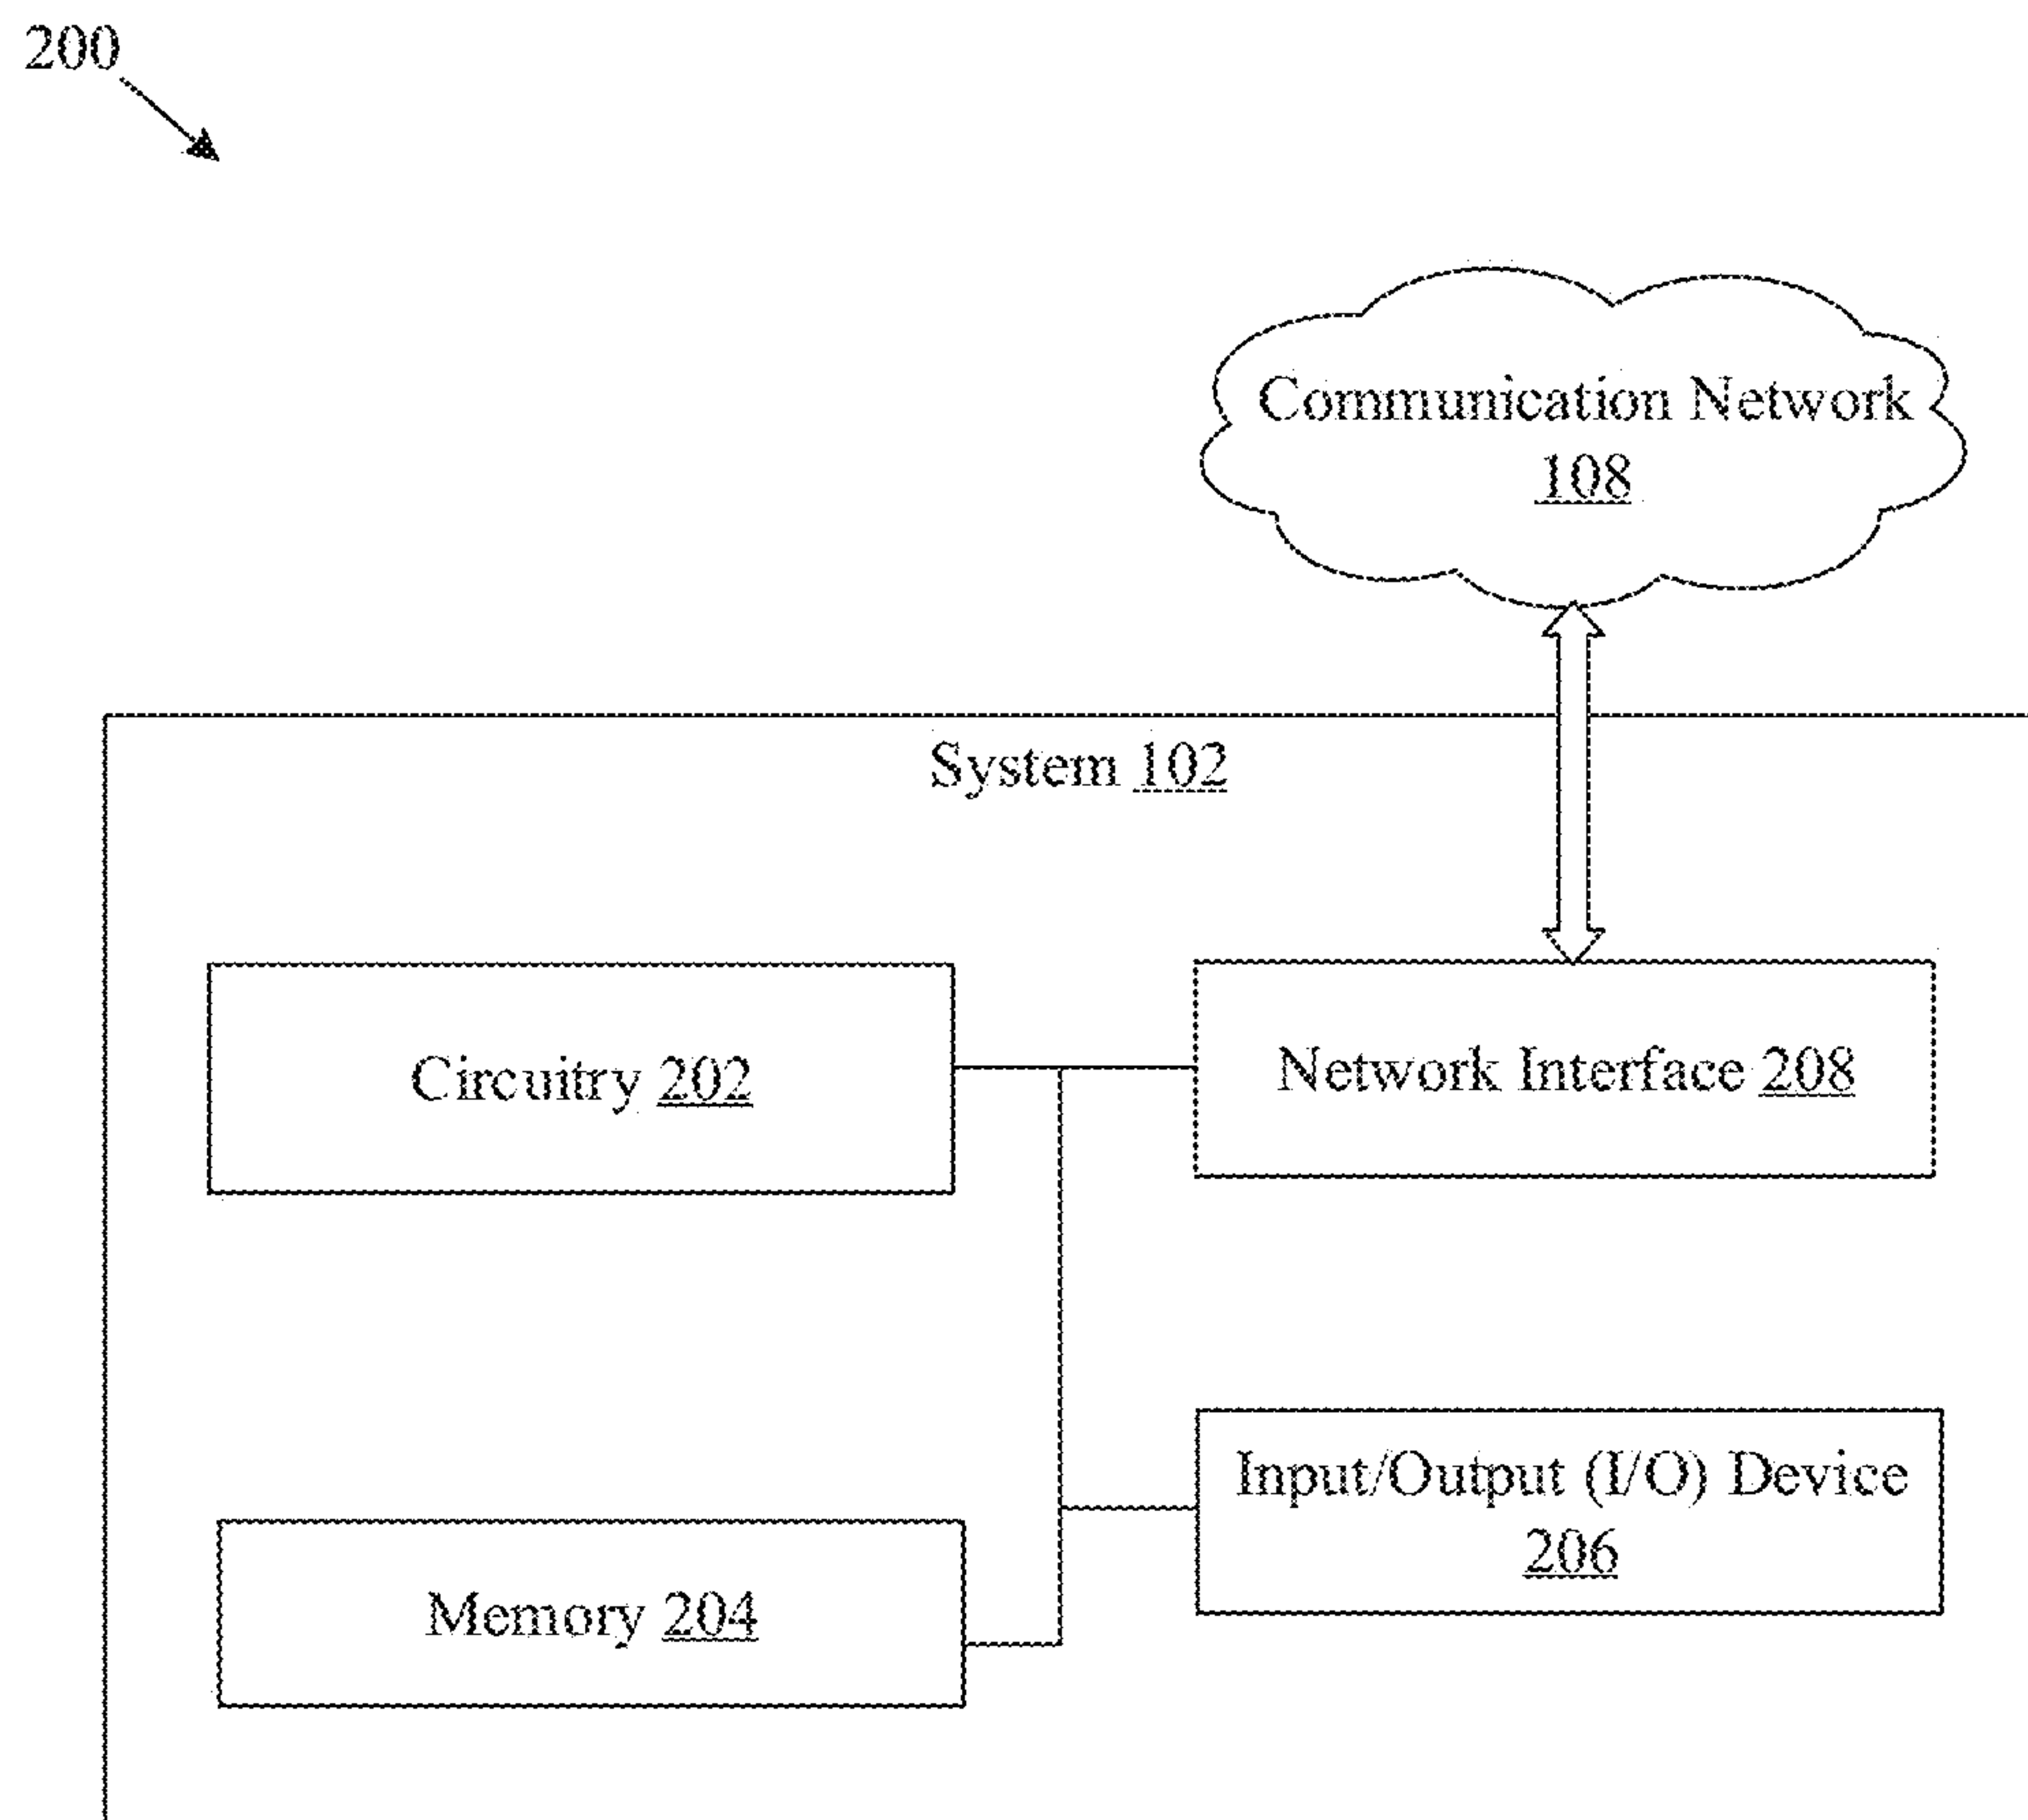 200
Communication Network
108
System 102
Circuitry 202
Network Interface 208
Input/Output (I/O) Device
206
Memory 204